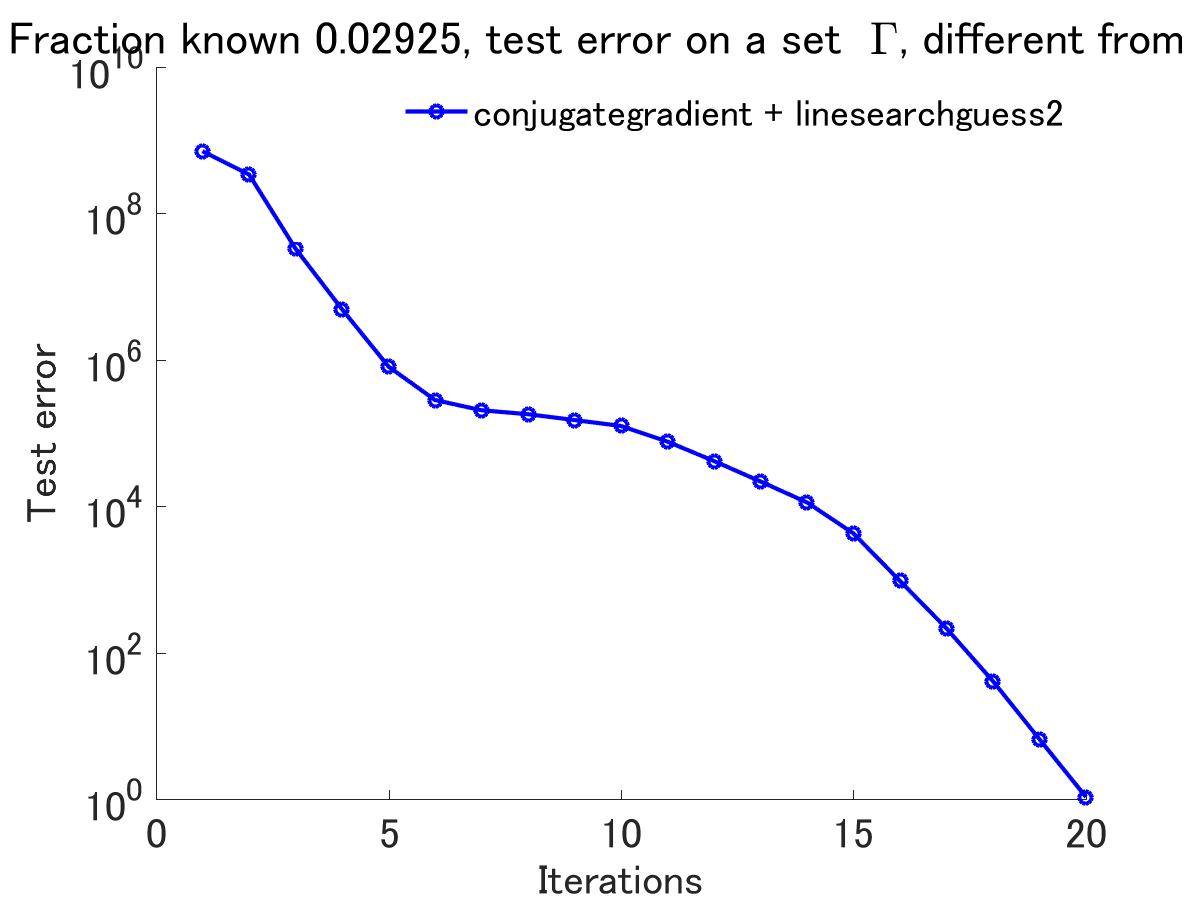 Fraction known 0.02925, test error on a set Γ, different from
10^10
conjugategradient + linesearchguess2
10^8
10^6
10^4
10^2
10^0
Test error
0 5 10 15 20
Iterations